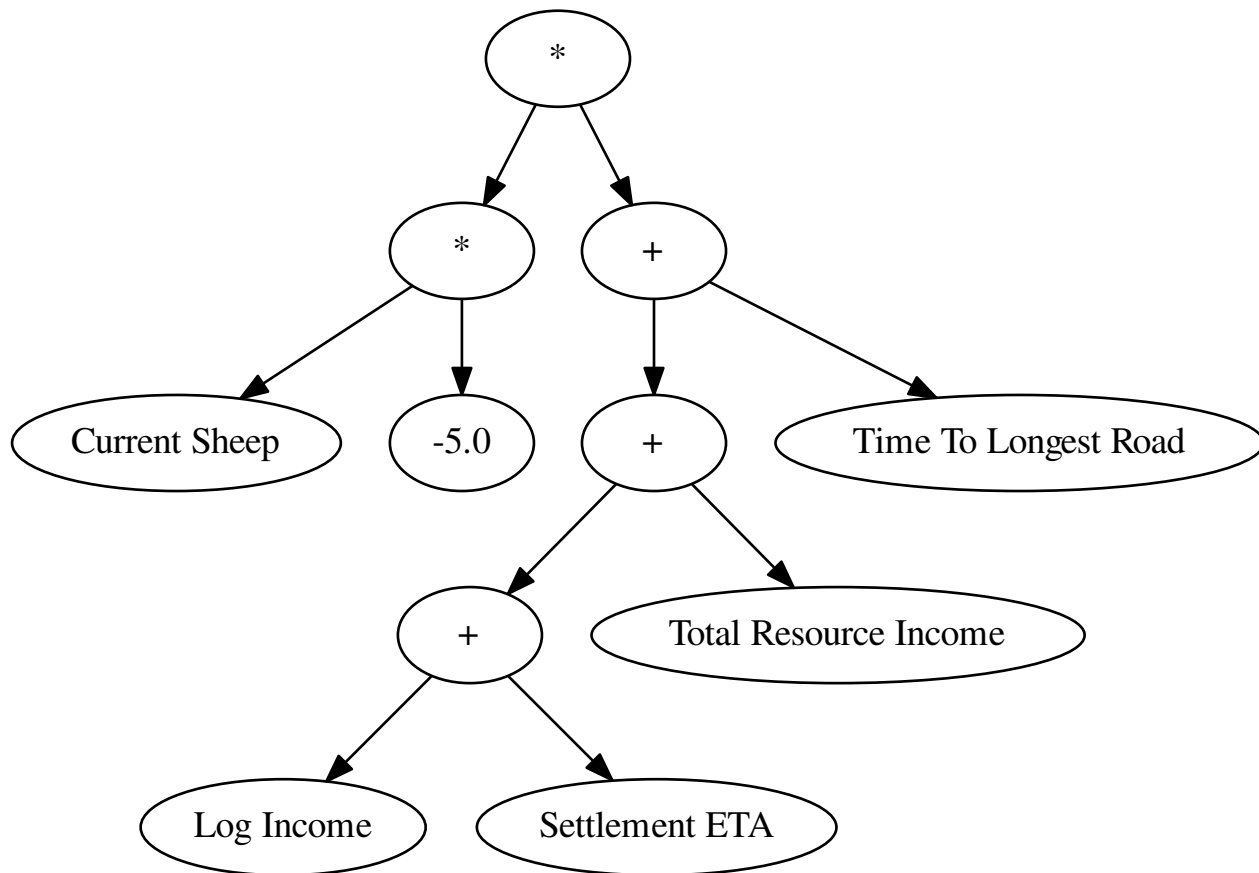 *
*
+
Current Sheep
-5.0
+
Time To Longest Road
+
Total Resource Income
Log Income
Settlement ETA